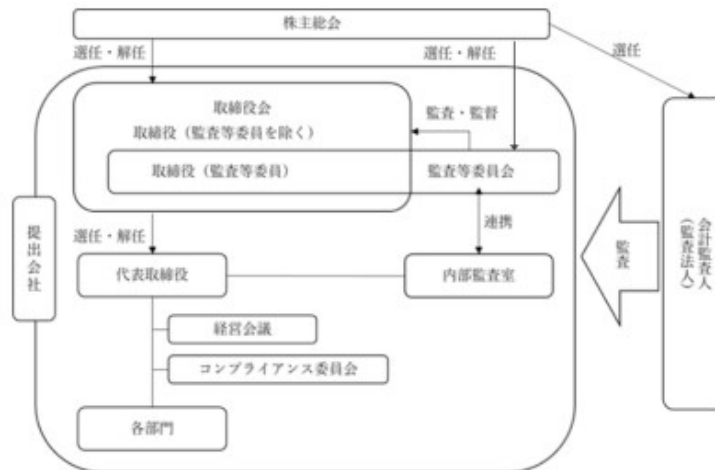 株主総会
選任・解任
選任・解任
選任
取締役会
取締役（監査等委員を除く）
監査・監督
取締役（監査等委員）
監査等委員会
提出会社
選任・解任
連携
代表取締役
内部監査室
監査
会計監査人
（監査法人）
経営会議
コンプライアンス委員会
各部門